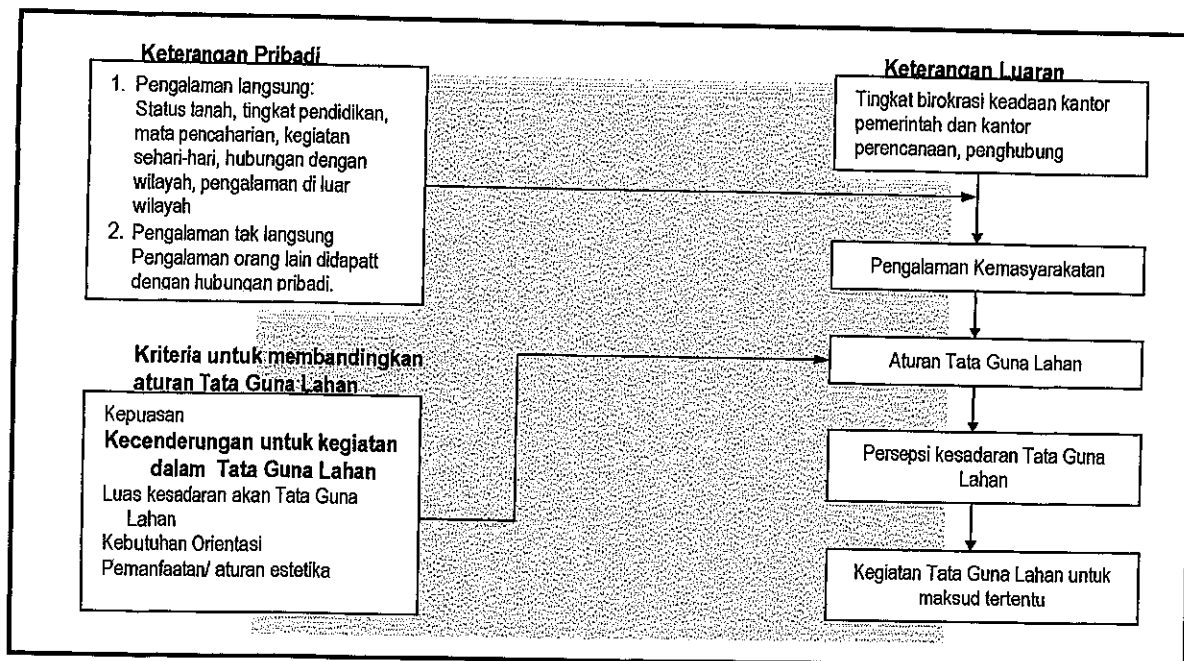 Keterangan Pribadi
1. Pengalaman langsung:
Status tanah, tingkat pendidikan,
mata pencaharian, kegiatan
sehari-hari, hubungan dengan
wilayah, pengalaman di luar
wilayah
2. Pengalaman tak langsung
Pengalaman orang lain didapatt
dengan hubungan pribadi.
Kriteria untuk membandingkan
aturan Tata Guna Lahan
Kepuasan
Kecenderungan untuk kegiatan
dalam Tata Guna Lahan
Luas kesadaran akan Tata Guna
Lahan
Kebutuhan Orientasi
Pemanfaatan/ aturan estetika
Keterangan Luaran
Tingkat birokrasi keadaan kantor
pemerintah dan kantor
perencanaan, penghubung
Pengalaman Kemasyarakatan
Aturan Tata Guna Lahan
Persepsi kesadaran Tata Guna
Lahan
Kegiatan Tata Guna Lahan untuk
maksud tertentu